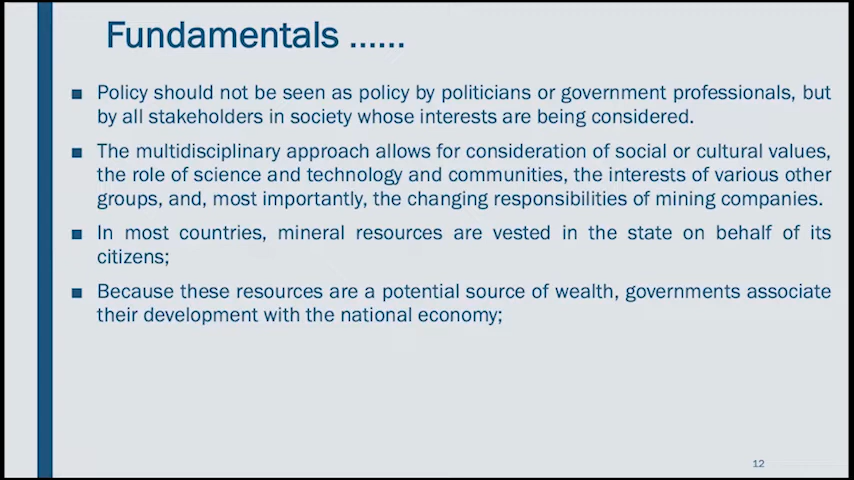 Fundamentals ......
■ Policy should not be seen as policy by politicians or government professionals, but
by all stakeholders in society whose interests are being considered.
■ The multidisciplinary approach allows for consideration of social or cultural values,
the role of science and technology and communities, the interests of various other
groups, and, most importantly, the changing responsibilities of mining companies.
■ In most countries, mineral resources are vested in the state on behalf of its
citizens;
■ Because these resources are a potential source of wealth, governments associate
their development with the national economy;
12